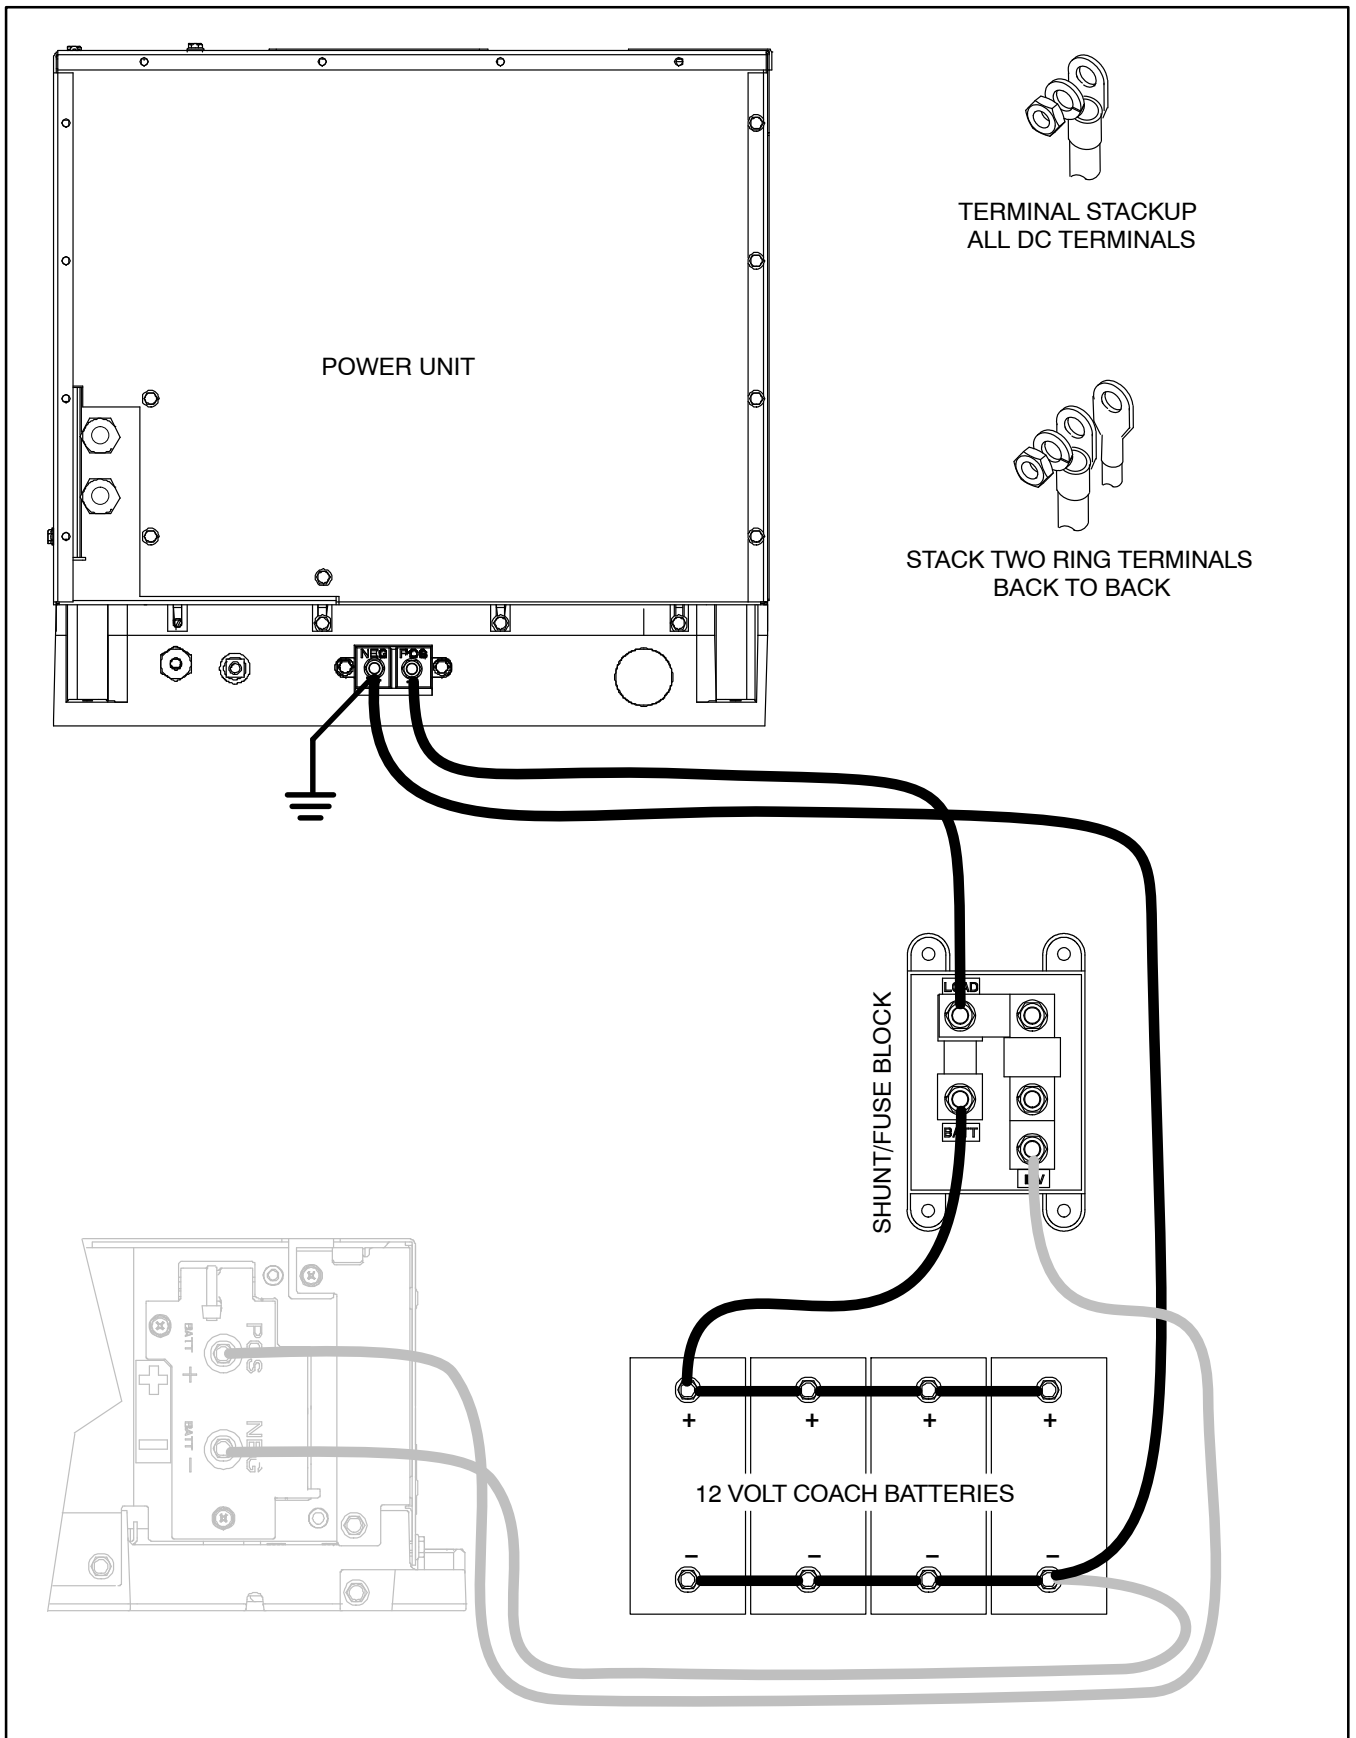 TERMINAL STACKUP
ALL DC TERMINALS
POWER UNIT
STACK TWO RING TERMINALS
BACK TO BACK
NEG POS
LOAD
SHUNT/FUSE BLOCK
BATT
POS
BATT +
NEG
BATT −
+ + + +
12 VOLT COACH BATTERIES
− − − −